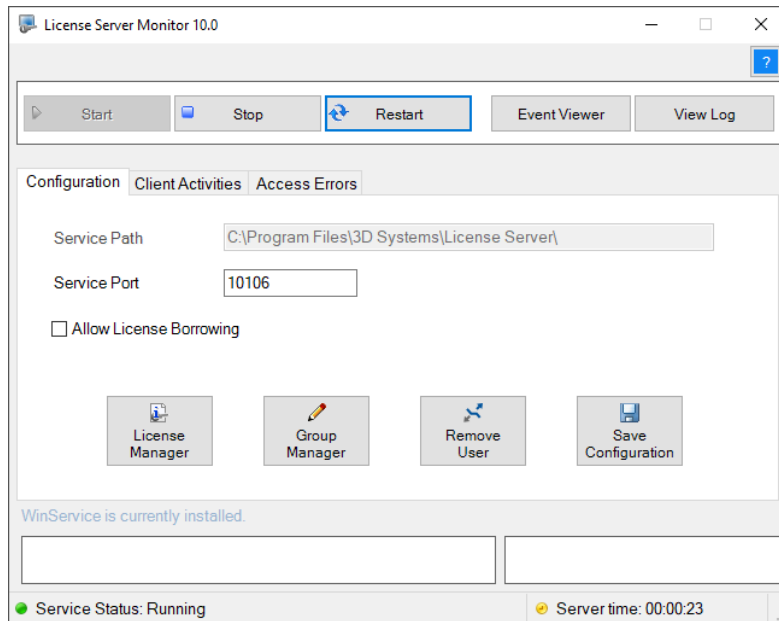 License Server Monitor 10.0
?
Start Stop Restart Event Viewer View Log
Configuration Client Activities Access Errors
Service Path C:\Program Files\3D Systems\License Server\
Service Port 10106
Allow License Borrowing
License Manager
Group Manager
Remove User
Save Configuration
WinService is currently installed.
Service Status: Running Server time: 00:00:23